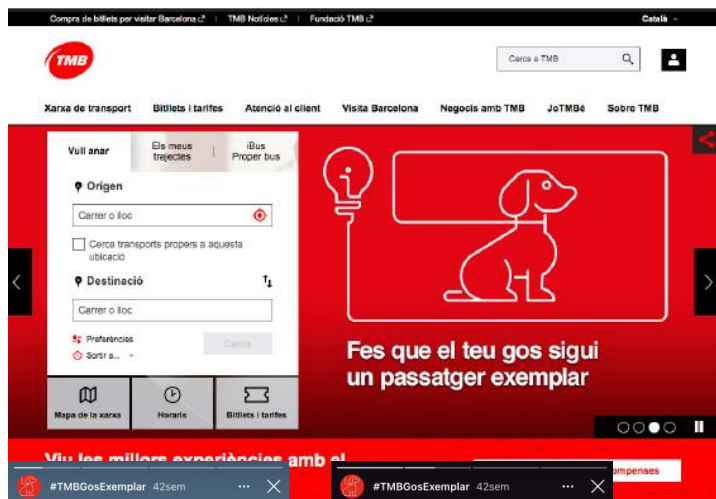 Compra de bitllets per visitar Barcelona | TMB Notícies | Fundació TMB
Català
TMB
Cerca a TMB
Xarxa de transport Bitllets i tarifes Atenció al client Visita Barcelona Negocis amb TMB JoTMBé Sobre TMB
Vull anar
Els meus trajectes
iBus
Proper bus
Origen
Carrer o lloc
Cerca transports propers a aquesta
ubicació
Destinació
Carrer o lloc
Preferències
Sortir a...
Cerca
Mapa de la xarxa
Horaris
Bitllets i tarifes
Fes que el teu gos sigui
un passatger exemplar
Viu les millors experiències amb el
#TMBGosExemplar 42sem ...
#TMBGosExemplar 42sem ...